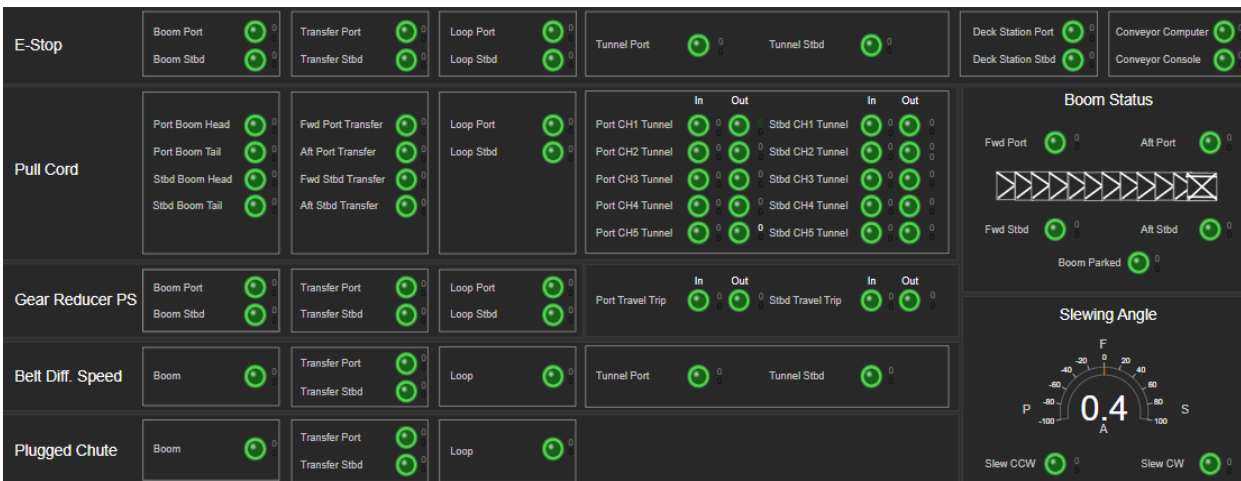 E-Stop
Boom Port
Boom Stbd
Transfer Port
Transfer Stbd
Loop Port
Loop Stbd
Tunnel Port
Tunnel Stbd
Deck Station Port
Deck Station Stbd
Conveyor Computer
Conveyor Console
Pull Cord
Port Boom Head
Port Boom Tail
Stbd Boom Head
Stbd Boom Tail
Fwd Port Transfer
Aft Port Transfer
Fwd Stbd Transfer
Aft Stbd Transfer
Loop Port
Loop Stbd
In Out In Out
Port CH1 Tunnel Stbd CH1 Tunnel
Port CH2 Tunnel Stbd CH2 Tunnel
Port CH3 Tunnel Stbd CH3 Tunnel
Port CH4 Tunnel Stbd CH4 Tunnel
Port CH5 Tunnel 0 Stbd CH5 Tunnel
Boom Status
Fwd Port Aft Port
Fwd Stbd Aft Stbd
Boom Parked
Gear Reducer PS
Boom Port
Boom Stbd
Transfer Port
Transfer Stbd
Loop Port
Loop Stbd
In Out In Out
Port Travel Trip Stbd Travel Trip
Slewing Angle
F
-20 0 20
-40 40
-60 60
-80 80
-100 100
P 0.4 S
A
Slew CCW Slew CW
Belt Diff. Speed
Boom
Transfer Port
Transfer Stbd
Loop
Tunnel Port
Tunnel Stbd
Plugged Chute
Boom
Transfer Port
Transfer Stbd
Loop